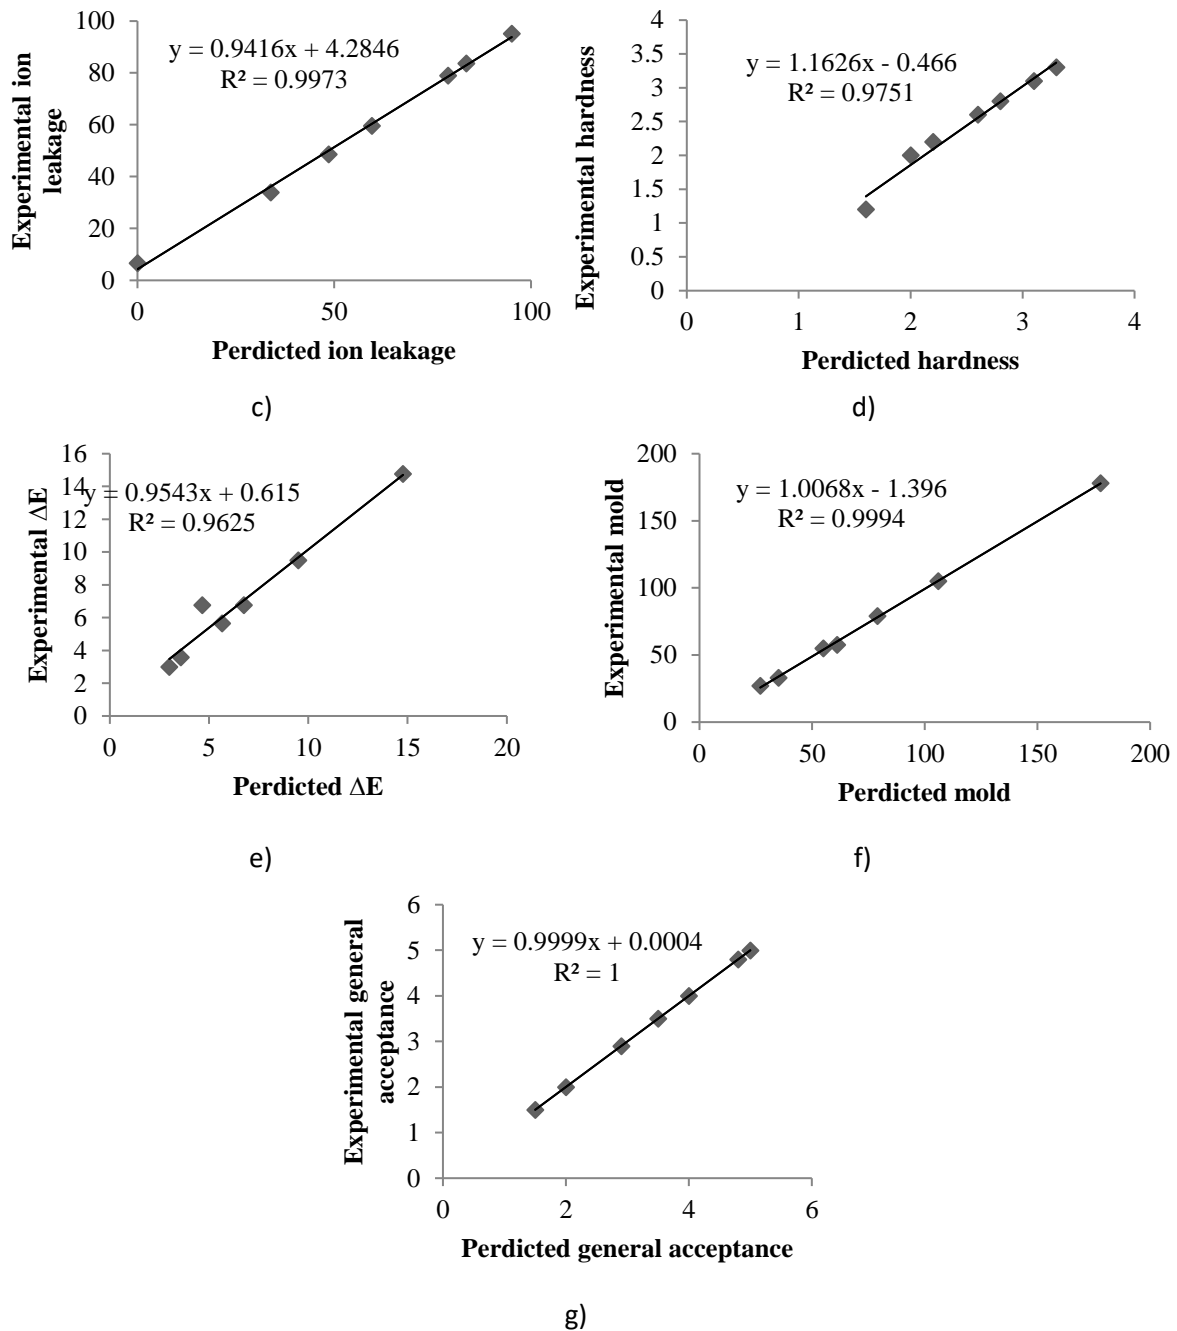 100
80
60
40
20
0
0
50
100
y = 0.9416x + 4.2846
R² = 0.9973
Experimental ion
leakage
Perdicted ion leakage
c)
4
3.5
3
2.5
2
1.5
1
0.5
0
0
1
2
3
4
y = 1.1626x - 0.466
R² = 0.9751
Experimental hardness
Perdicted hardness
d)
16
14
12
10
8
6
4
2
0
0
5
10
15
20
y = 0.9543x + 0.615
R² = 0.9625
Experimental ΔE
Perdicted ΔE
e)
200
150
100
50
0
0
50
100
150
200
y = 1.0068x - 1.396
R² = 0.9994
Experimental mold
Perdicted mold
f)
6
5
4
3
2
1
0
0
2
4
6
y = 0.9999x + 0.0004
R² = 1
Experimental general
acceptance
Perdicted general acceptance
g)